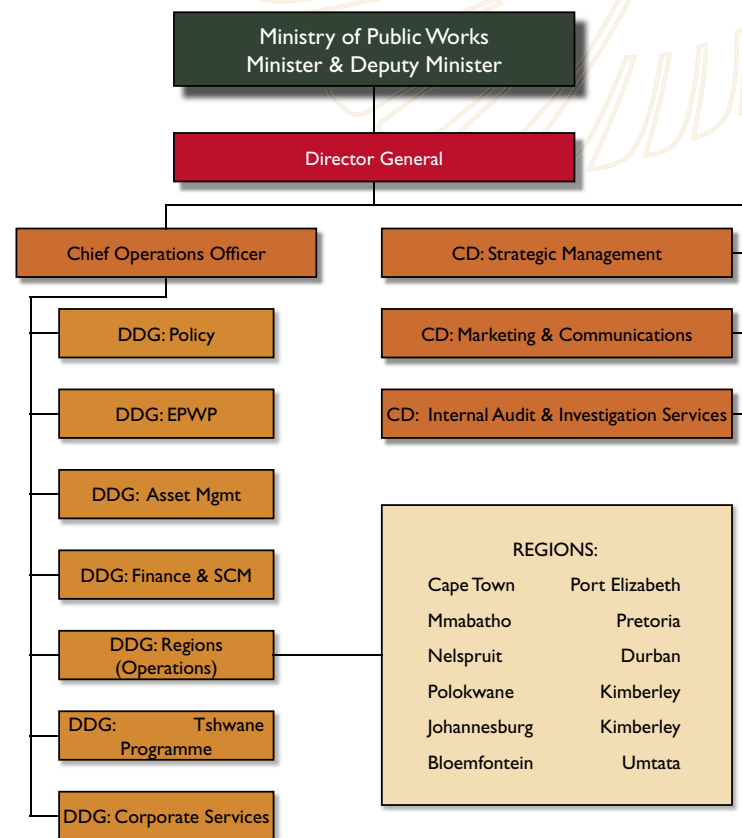 Ministry of Public Works
Minister & Deputy Minister
Director General
Chief Operations Officer
DDG: Policy
DDG: EPWP
DDG: Asset Mgmt
DDG: Finance & SCM
DDG: Regions
(Operations)
DDG: Tshwane
Programme
DDG: Corporate Services
CD: Strategic Management
CD: Marketing & Communications
CD: Internal Audit & Investigation Services
REGIONS:
Cape Town Port Elizabeth
Mmabatho Pretoria
Nelspruit Durban
Polokwane Kimberley
Johannesburg Kimberley
Bloemfontein Umtata